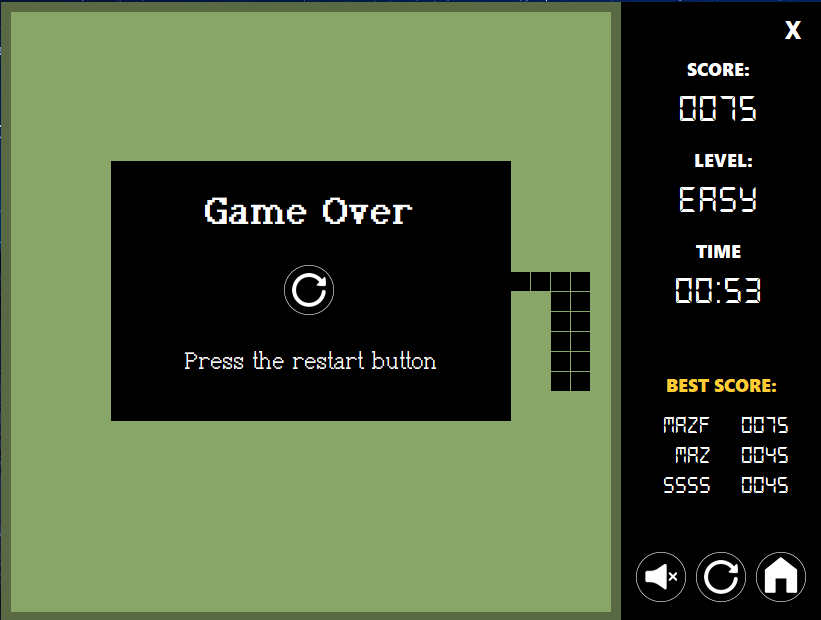 Game Over
Press the restart button
X
SCORE:
0075
LEVEL:
EASY
TIME
00:53
BEST SCORE:
MAZF 0075
MAZ 0045
SSSS 0045